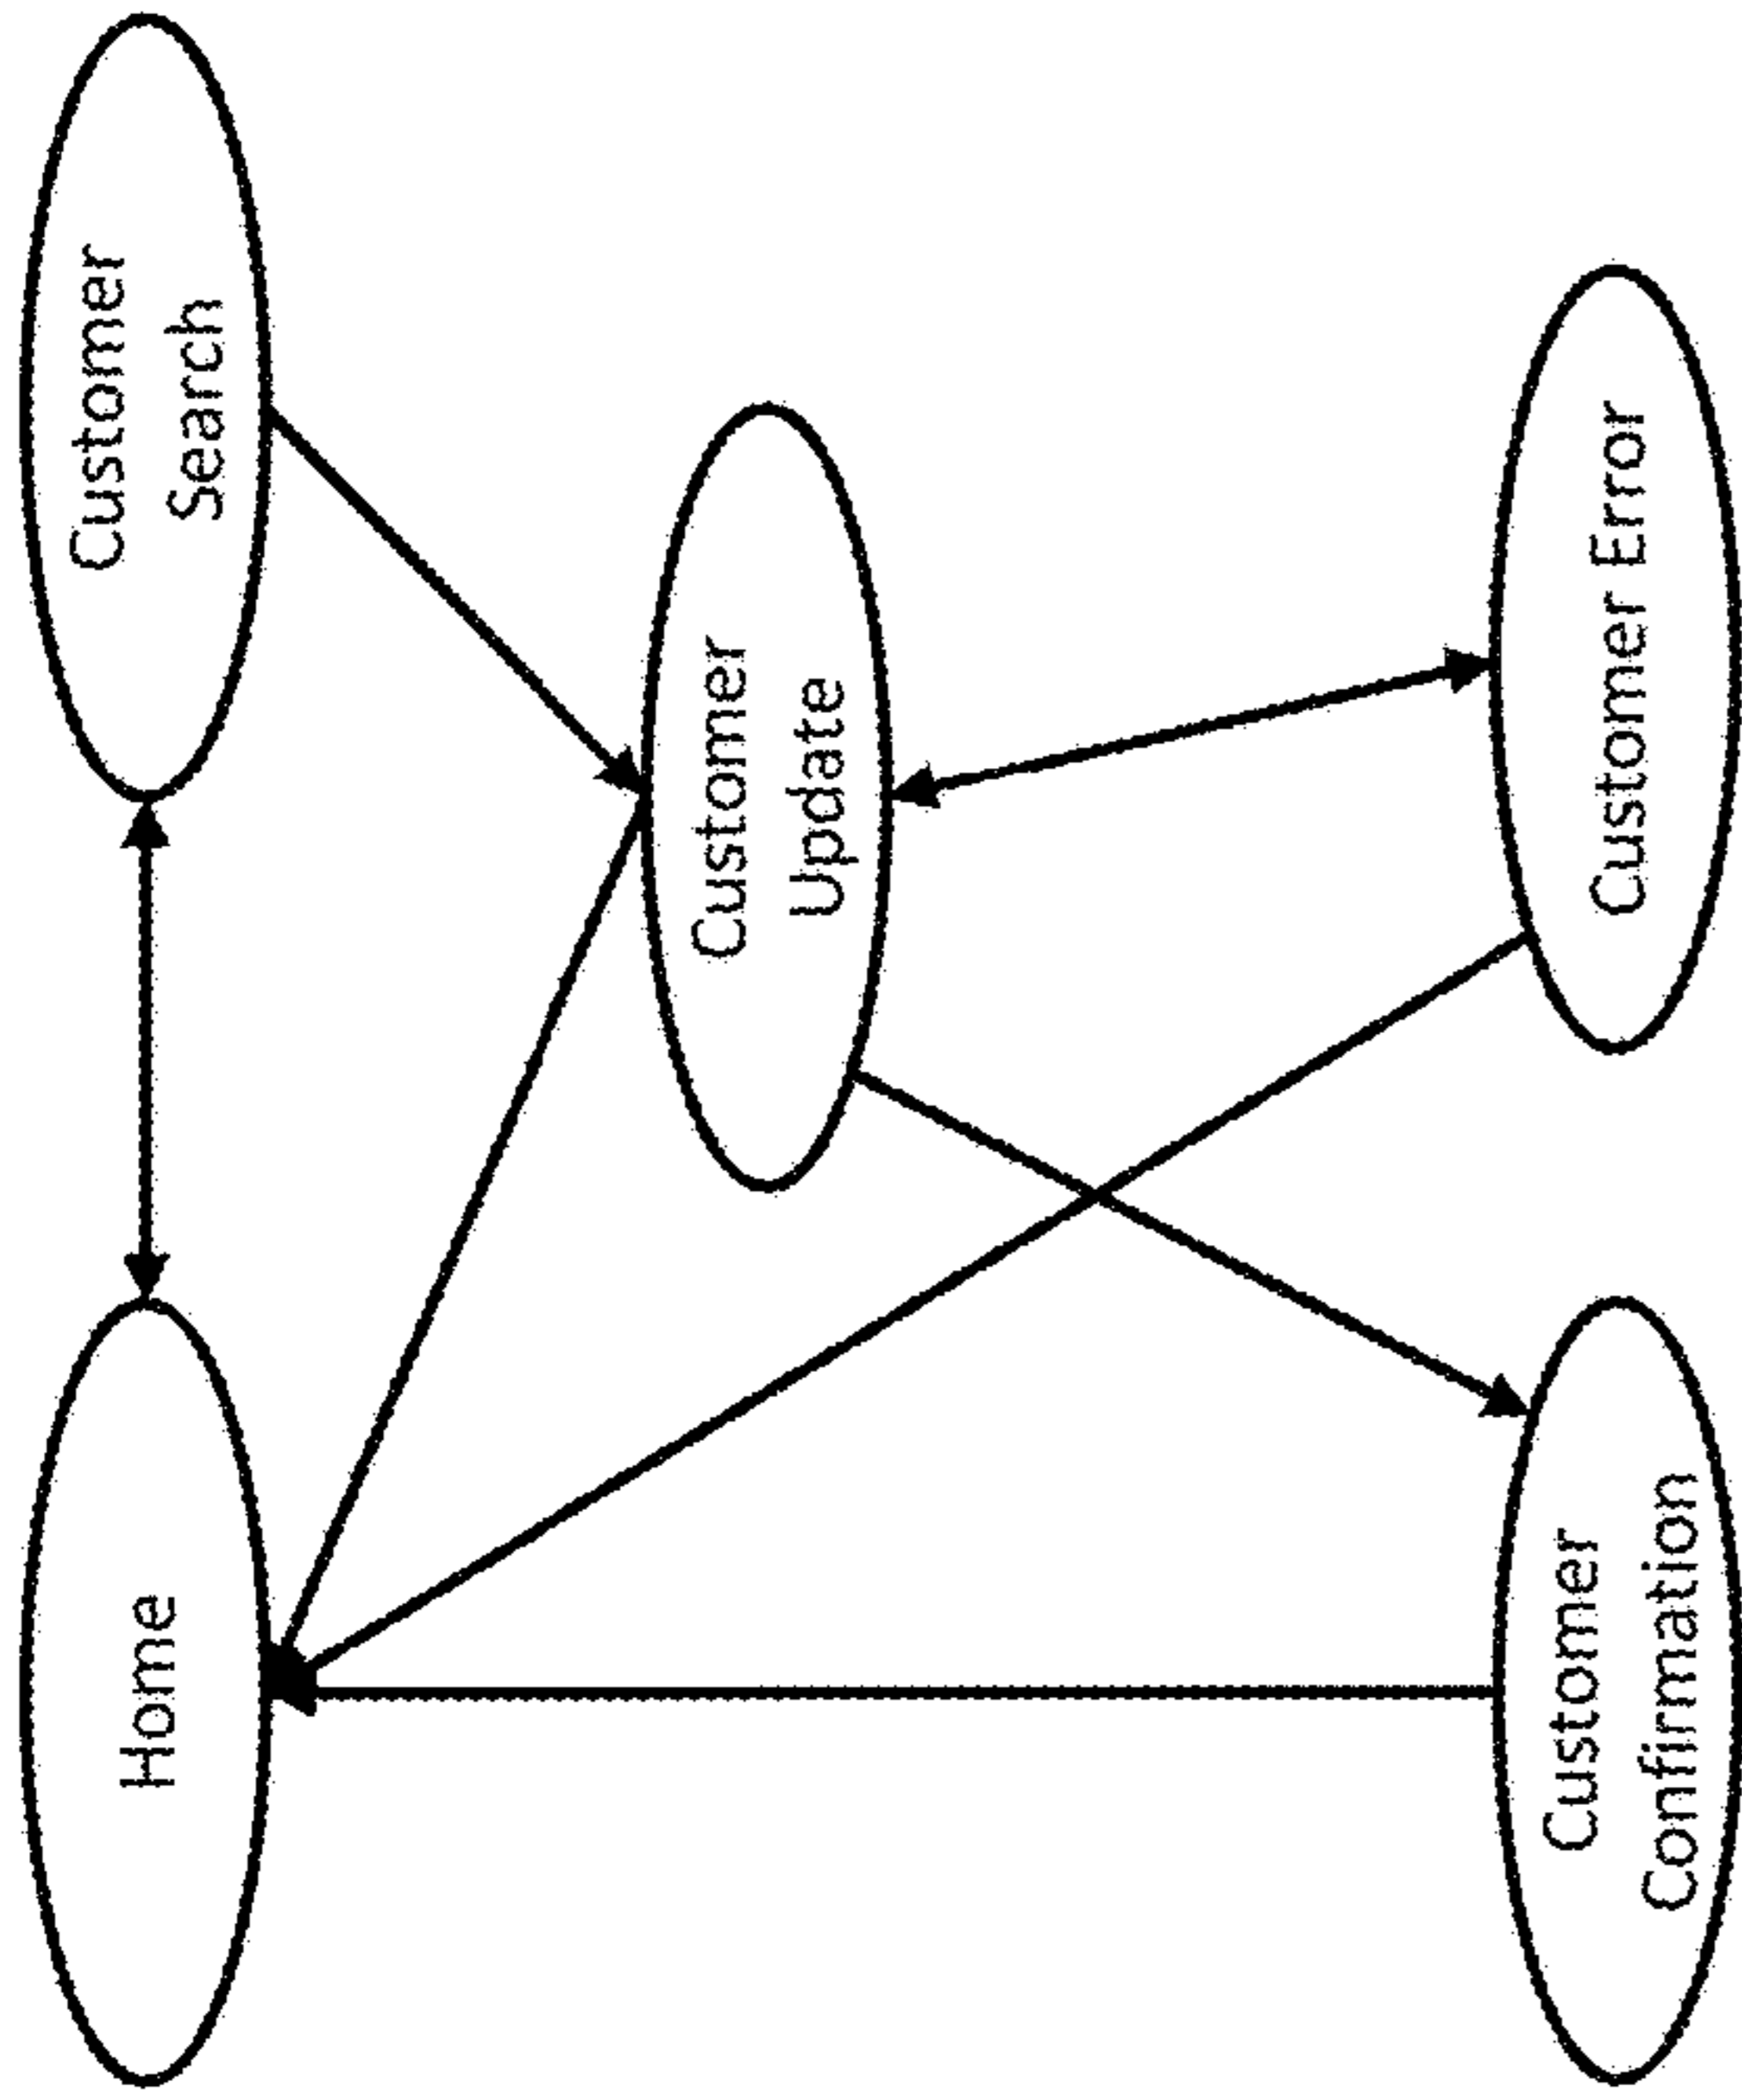 Home
Customer
Search
Customer
Update
Customer
Confirmation
Customer Error